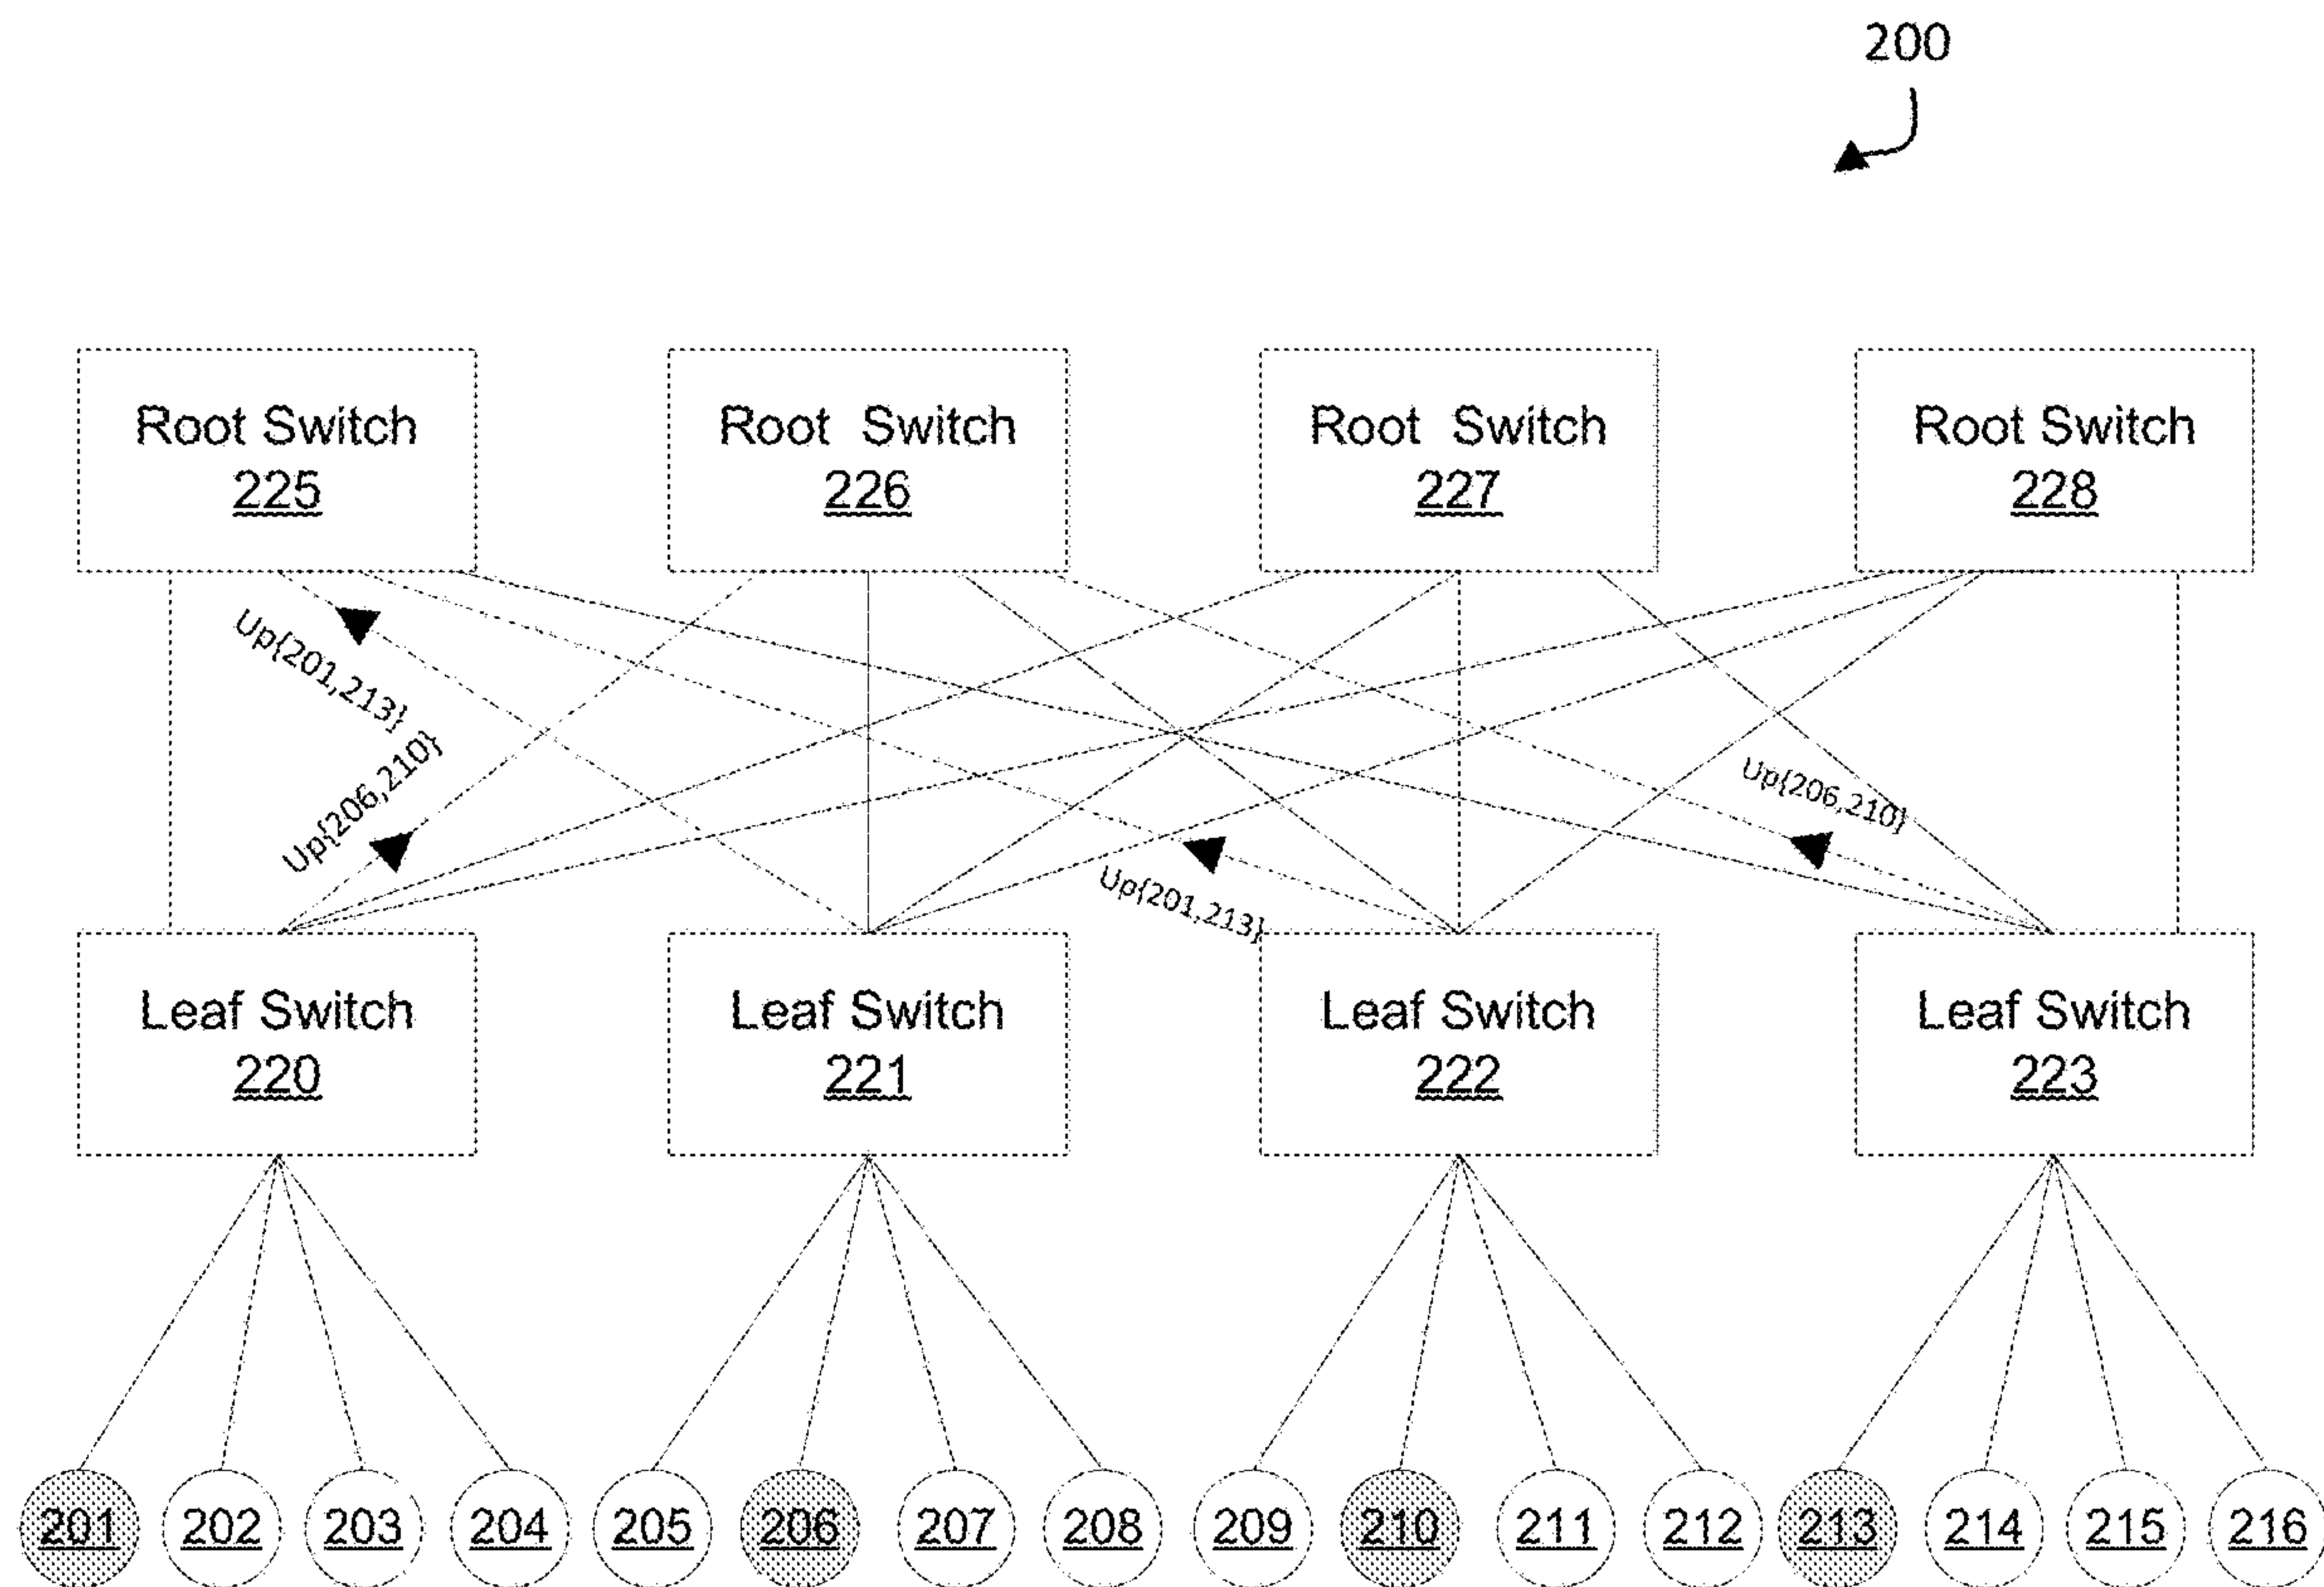 200
Root Switch
225
Root Switch
226
Root Switch
227
Root Switch
228
Up{201,213}
Up{206,210}
Up{201,213}
Up{206,210}
Leaf Switch
220
Leaf Switch
221
Leaf Switch
222
Leaf Switch
223
201
202
203
204
205
206
207
208
209
210
211
212
213
214
215
216